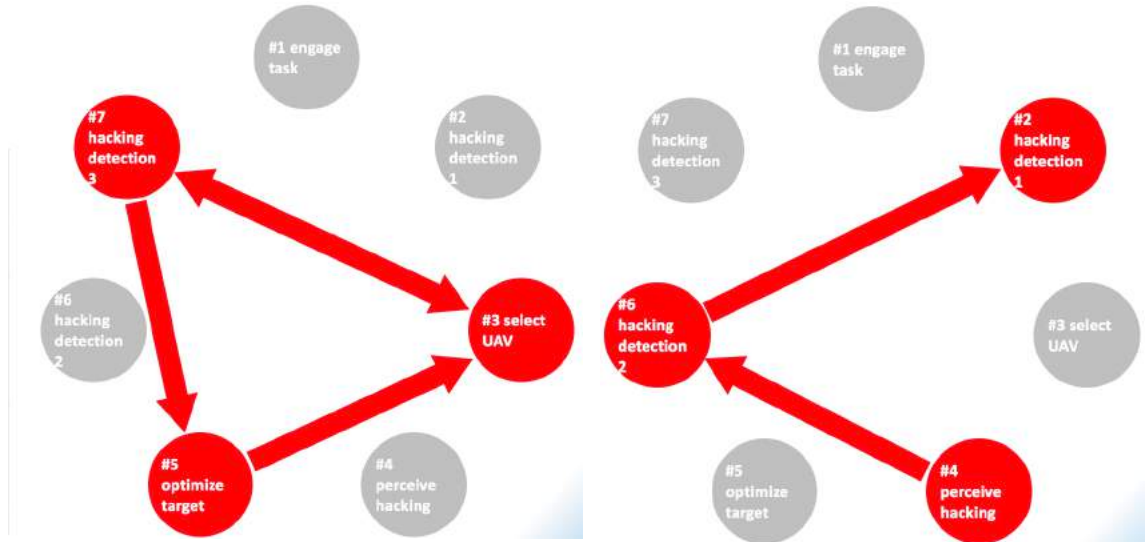 #1 engage
task
#7
hacking
detection
3
#2
hacking
detection
1
#6
hacking
detection
2
#3 select
UAV
#5
optimize
target
#4
perceive
hacking
#1 engage
task
#7
hacking
detection
3
#2
hacking
detection
1
#6
hacking
detection
2
#3 select
UAV
#5
optimize
target
#4
perceive
hacking